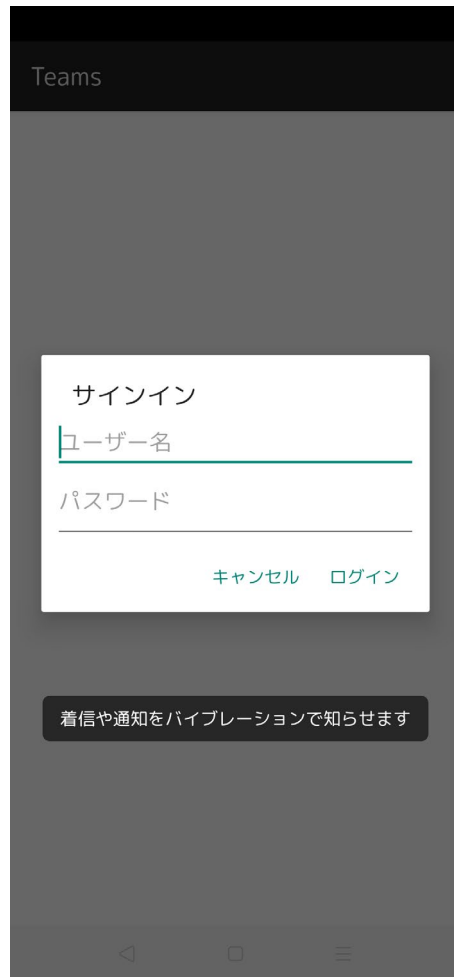 Teams
サインイン
ユーザー名
パスワード
キャンセル ログイン
着信や通知をバイブレーションで知らせます